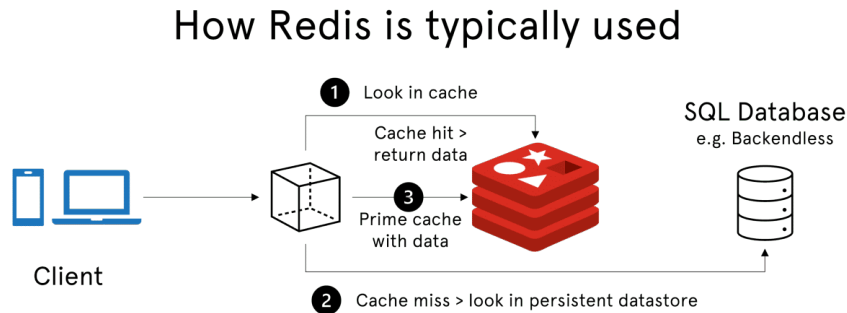 How Redis is typically used
1 Look in cache
Cache hit >
return data
SQL Database
e.g. Backendless
3
Prime cache
with data
Client
2 Cache miss > look in persistent datastore